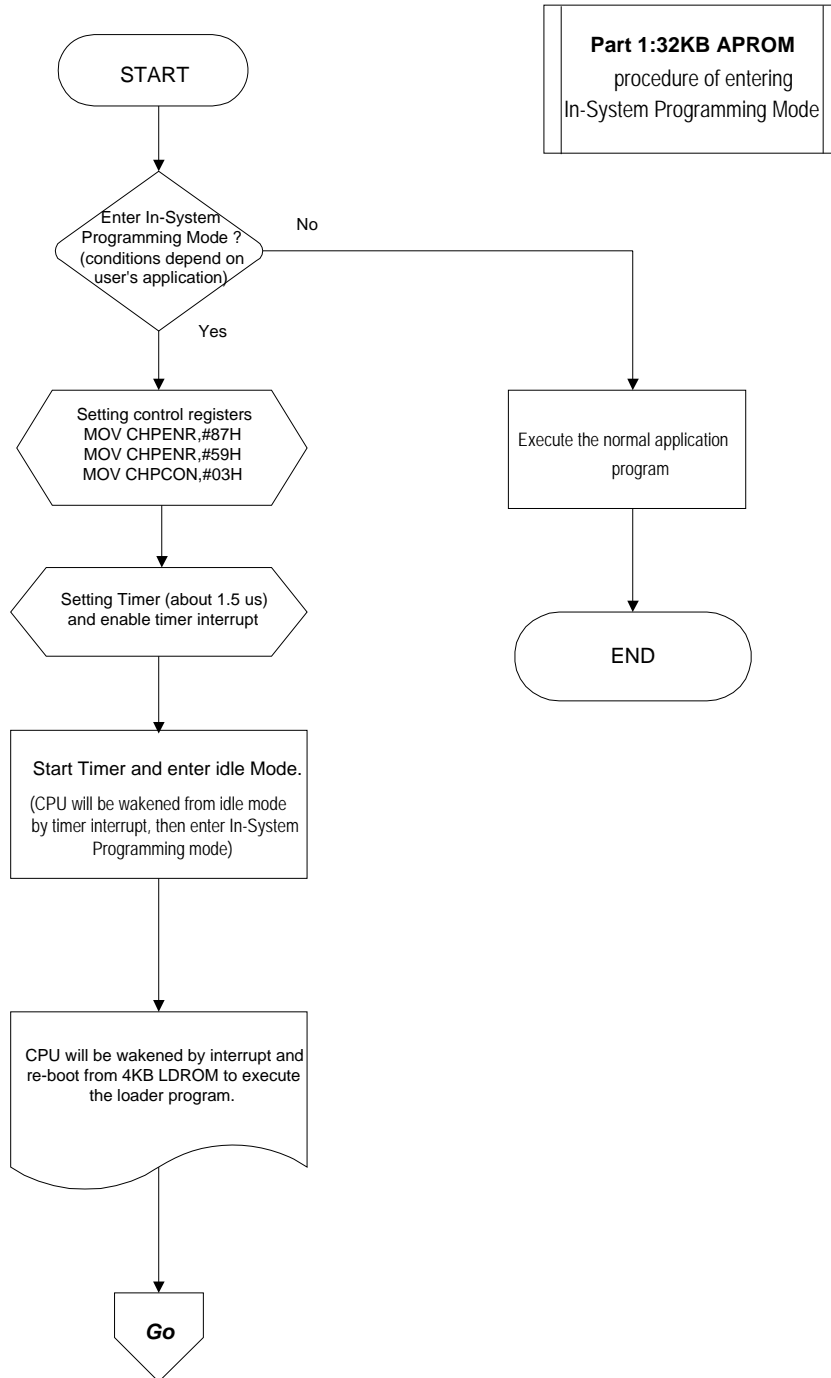 START
Part 1:32KB APROM
procedure of entering
In-System Programming Mode
Enter In-System
Programming Mode ?
(conditions depend on
user's application)
No
Yes
Setting control registers
MOV CHPENR,#87H
MOV CHPENR,#59H
MOV CHPCON,#03H
Execute the normal application
program
Setting Timer (about 1.5 us)
and enable timer interrupt
END
Start Timer and enter idle Mode.
(CPU will be wakened from idle mode
by timer interrupt, then enter In-System
Programming mode)
CPU will be wakened by interrupt and
re-boot from 4KB LDROM to execute
the loader program.
Go